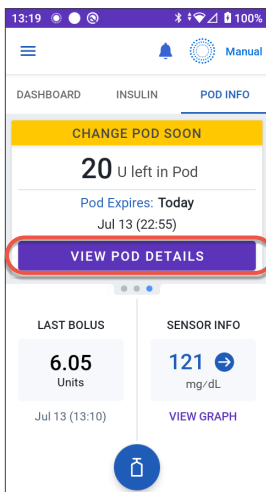 13:19 100%
Manual
DASHBOARD INSULIN POD INFO
CHANGE POD SOON
20 U left in Pod
Pod Expires: Today
Jul 13 (22:55)
VIEW POD DETAILS
LAST BOLUS SENSOR INFO
6.05 121
Units mg/dL
Jul 13 (13:10) VIEW GRAPH